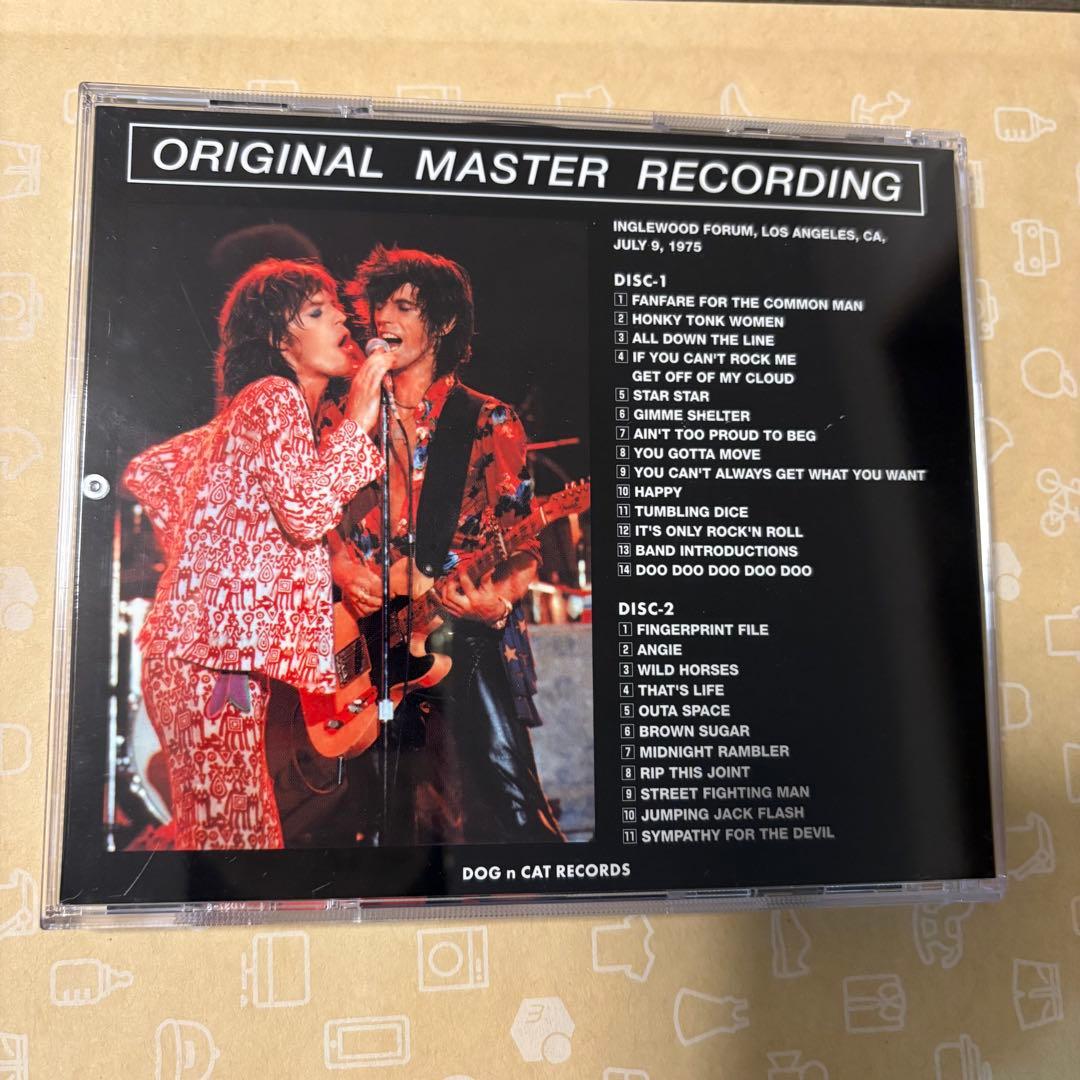 ORIGINAL MASTER RECORDING
INGLEWOOD FORUM, LOS ANGELES, CA,
JULY 9, 1975
DISC-1
1 FANFARE FOR THE COMMON MAN
2 HONKY TONK WOMEN
3 ALL DOWN THE LINE
4 IF YOU CAN'T ROCK ME
GET OFF OF MY CLOUD
5 STAR STAR
6 GIMME SHELTER
7 AIN'T TOO PROUD TO BEG
8 YOU GOTTA MOVE
9 YOU CAN'T ALWAYS GET WHAT YOU WANT
10 HAPPY
11 TUMBLING DICE
12 IT'S ONLY ROCK'N ROLL
13 BAND INTRODUCTIONS
14 DOO DOO DOO DOO DOO
DISC-2
1 FINGERPRINT FILE
2 ANGIE
3 WILD HORSES
4 THAT'S LIFE
5 OUTA SPACE
6 BROWN SUGAR
7 MIDNIGHT RAMBLER
8 RIP THIS JOINT
9 STREET FIGHTING MAN
10 JUMPING JACK FLASH
11 SYMPATHY FOR THE DEVIL
DOG n CAT RECORDS